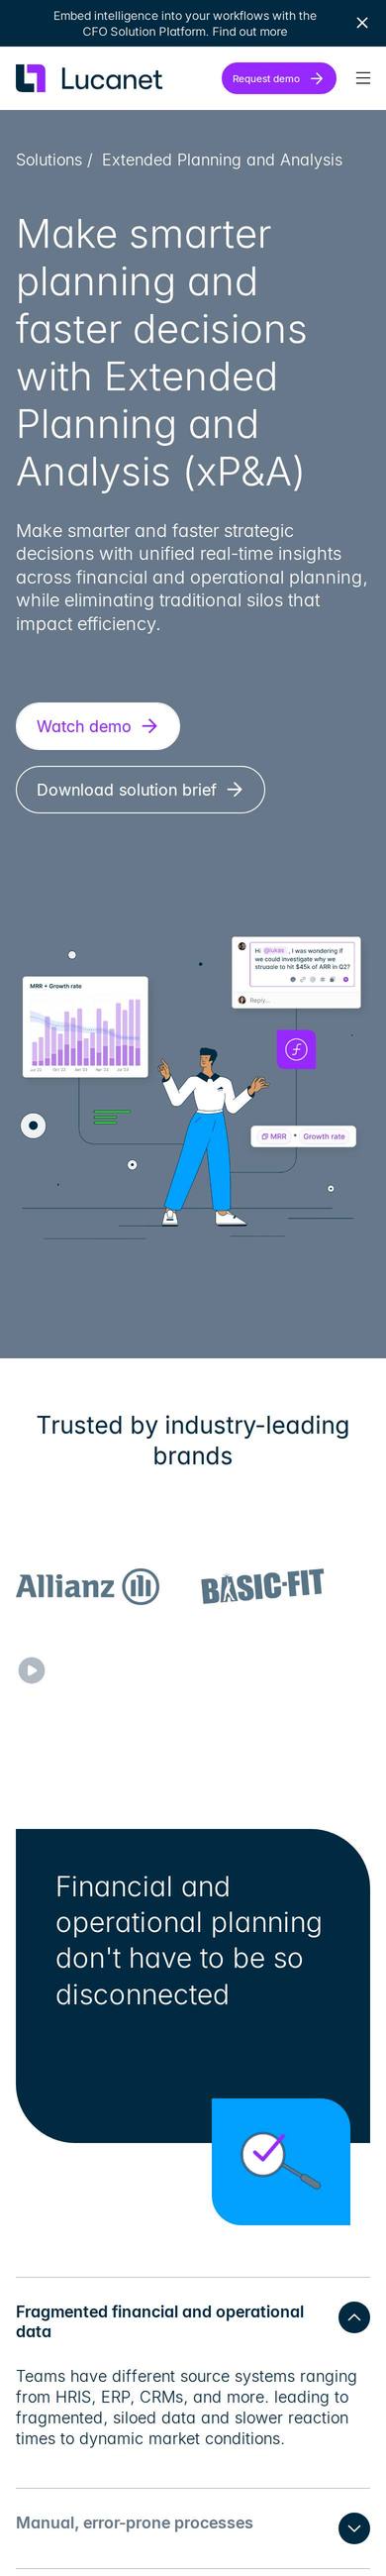 Embed intelligence into your workflows with the
CFO Solution Platform. Find out more
Lucanet
Request demo
Solutions / Extended Planning and Analysis
Make smarter
planning and
faster decisions
with Extended
Planning and
Analysis (xP&A)
Make smarter and faster strategic
decisions with unified real-time insights
across financial and operational planning,
while eliminating traditional silos that
impact efficiency.
Watch demo
Download solution brief
Hi @lukas , I was wondering if
we could investigate why we
struggle to hit $45k of ARR in Q2?
Reply...
MRR + Growth rate
MRR * Growth rate
Trusted by industry-leading
brands
Allianz
BASIC-FIT
Financial and
operational planning
don't have to be so
disconnected
Fragmented financial and operational
data
Teams have different source systems ranging
from HRIS, ERP, CRMs, and more. leading to
fragmented, siloed data and slower reaction
times to dynamic market conditions.
Manual, error-prone processes